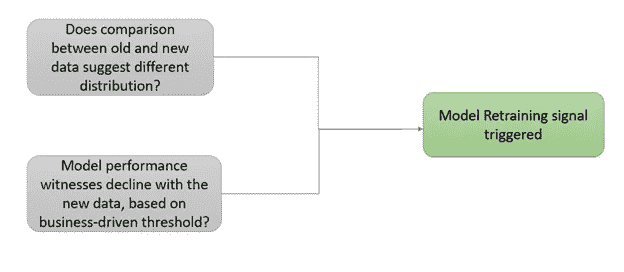 Does comparison
between old and new
data suggest different
distribution?
Model performance
witnesses decline with the
new data, based on
business-driven threshold?
Model Retraining signal
triggered